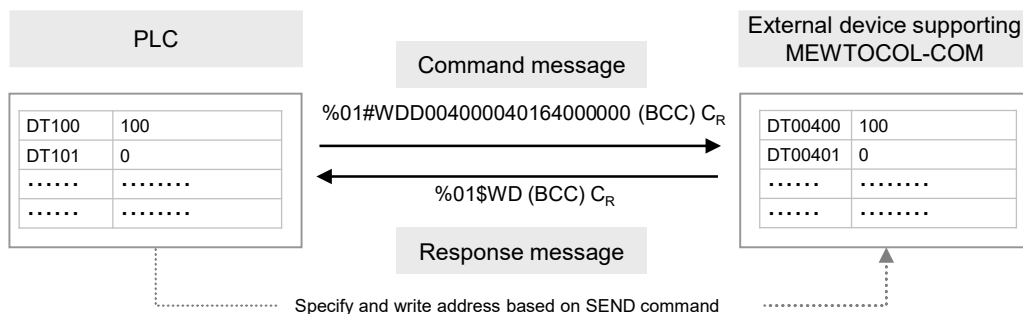 PLC
External device supporting
MEWTOCOL-COM
Command message
%01#WDD004000040164000000 (BCC) CR
DT100 100
DT101 0
...... ........
...... ........
DT00400 100
DT00401 0
...... ........
...... ........
%01$WD (BCC) CR
Response message
Specify and write address based on SEND command